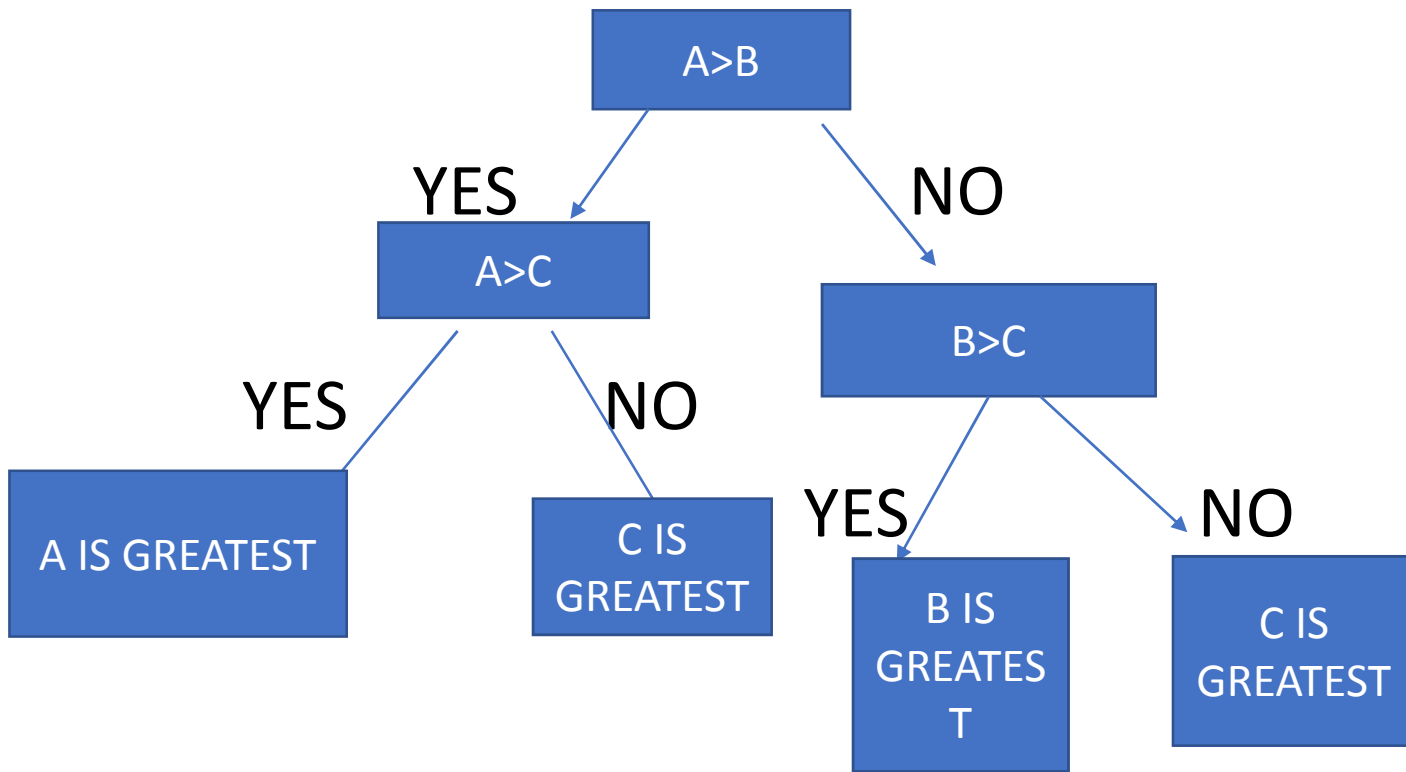 A>B
YES
NO
A>C
B>C
YES
NO
A IS GREATEST
C IS
GREATEST
YES
NO
B IS
GREATES
T
C IS
GREATEST